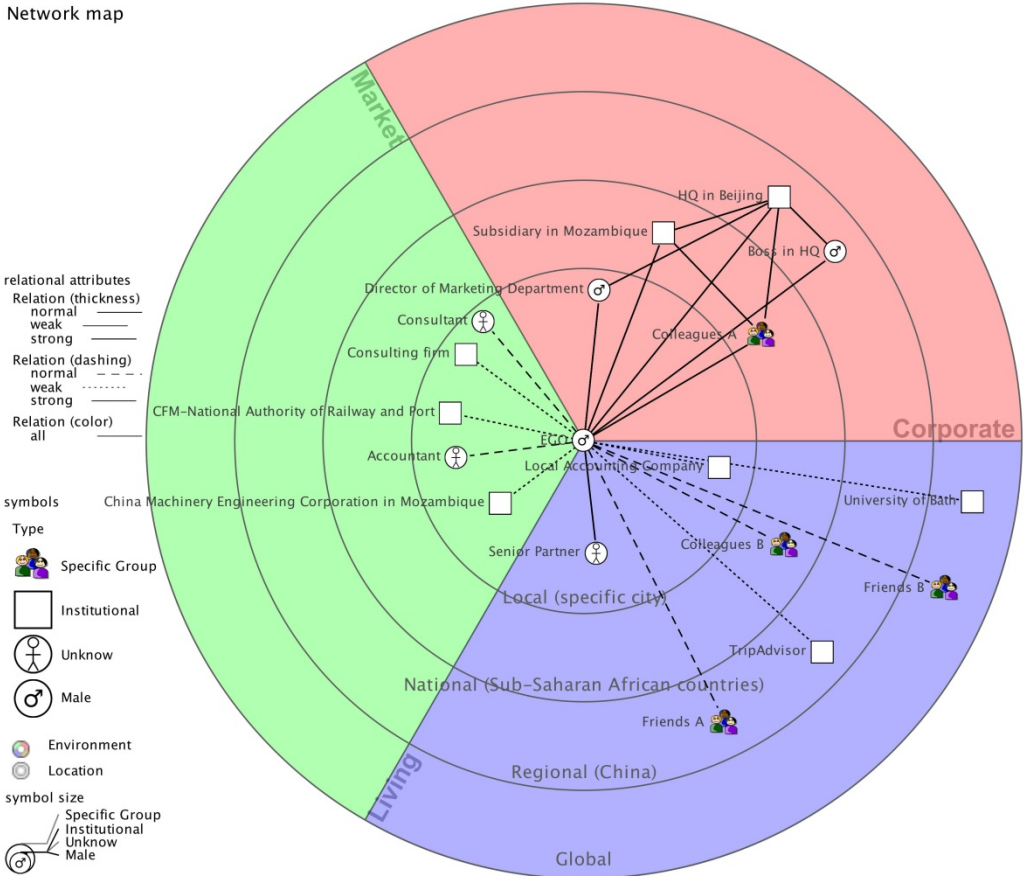 Network map
Market
HQ in Beijing
Subsidiary in Mozambique
Boss in HQ
Director of Marketing Department
Consultant
Colleagues A
Consulting firm
CFM-National Authority of Railway and Port
Corporate
EGO
Accountant
Local Accounting Company
China Machinery Engineering Corporation in Mozambique
University of Bath
Senior Partner
Colleagues B
Friends B
Local (specific city)
TripAdvisor
National (Sub-Saharan African countries)
Friends A
Living
Regional (China)
Global
relational attributes
Relation (thickness)
normal
weak
strong
Relation (dashing)
normal
weak
strong
Relation (color)
all
symbols
Type
Specific Group
Institutional
Unknow
Male
Environment
Location
symbol size
Specific Group
Institutional
Unknow
Male